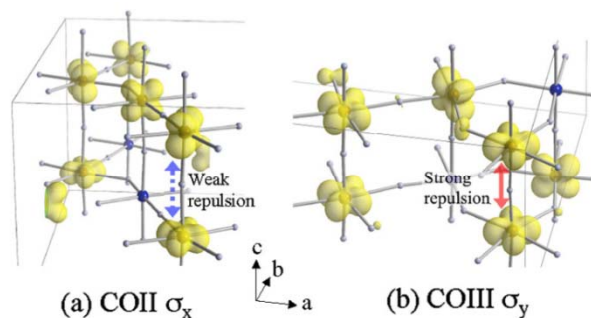 Weak
repulsion
Strong
repulsion
c
b
a
(a) COII σx
(b) COIII σy